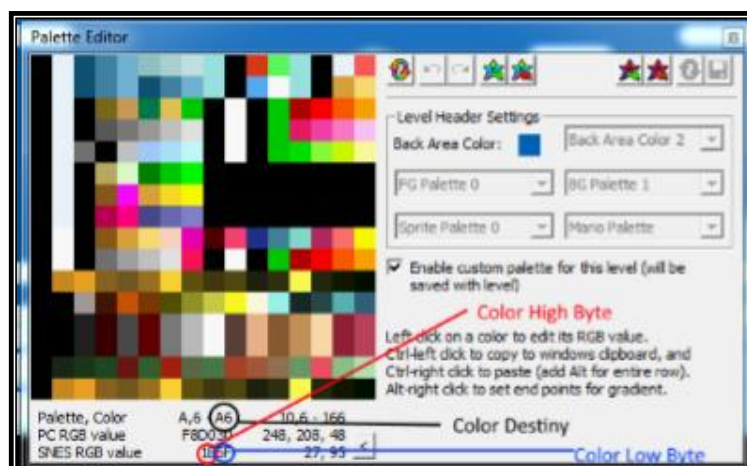 Palette Editor
Level Header Settings
Back Area Color:
Back Area Color 2
FG Palette 0
BG Palette 1
Sprite Palette 0
Mario Palette
Enable custom palette for this level (will be
saved with level)
Color High Byte
Left click on a color to edit its RGB value.
Ctrl-left click to copy to windows clipboard, and
Ctrl-right click to paste (add Alt for entire row).
Alt-right click to set end points for gradient.
Palette, Color A,6 (A6) 10,6 - 166
Color Destiny
PC RGB value F8D030 248, 208, 48
SNES RGB value 1B5F 27, 95 <
Color Low Byte